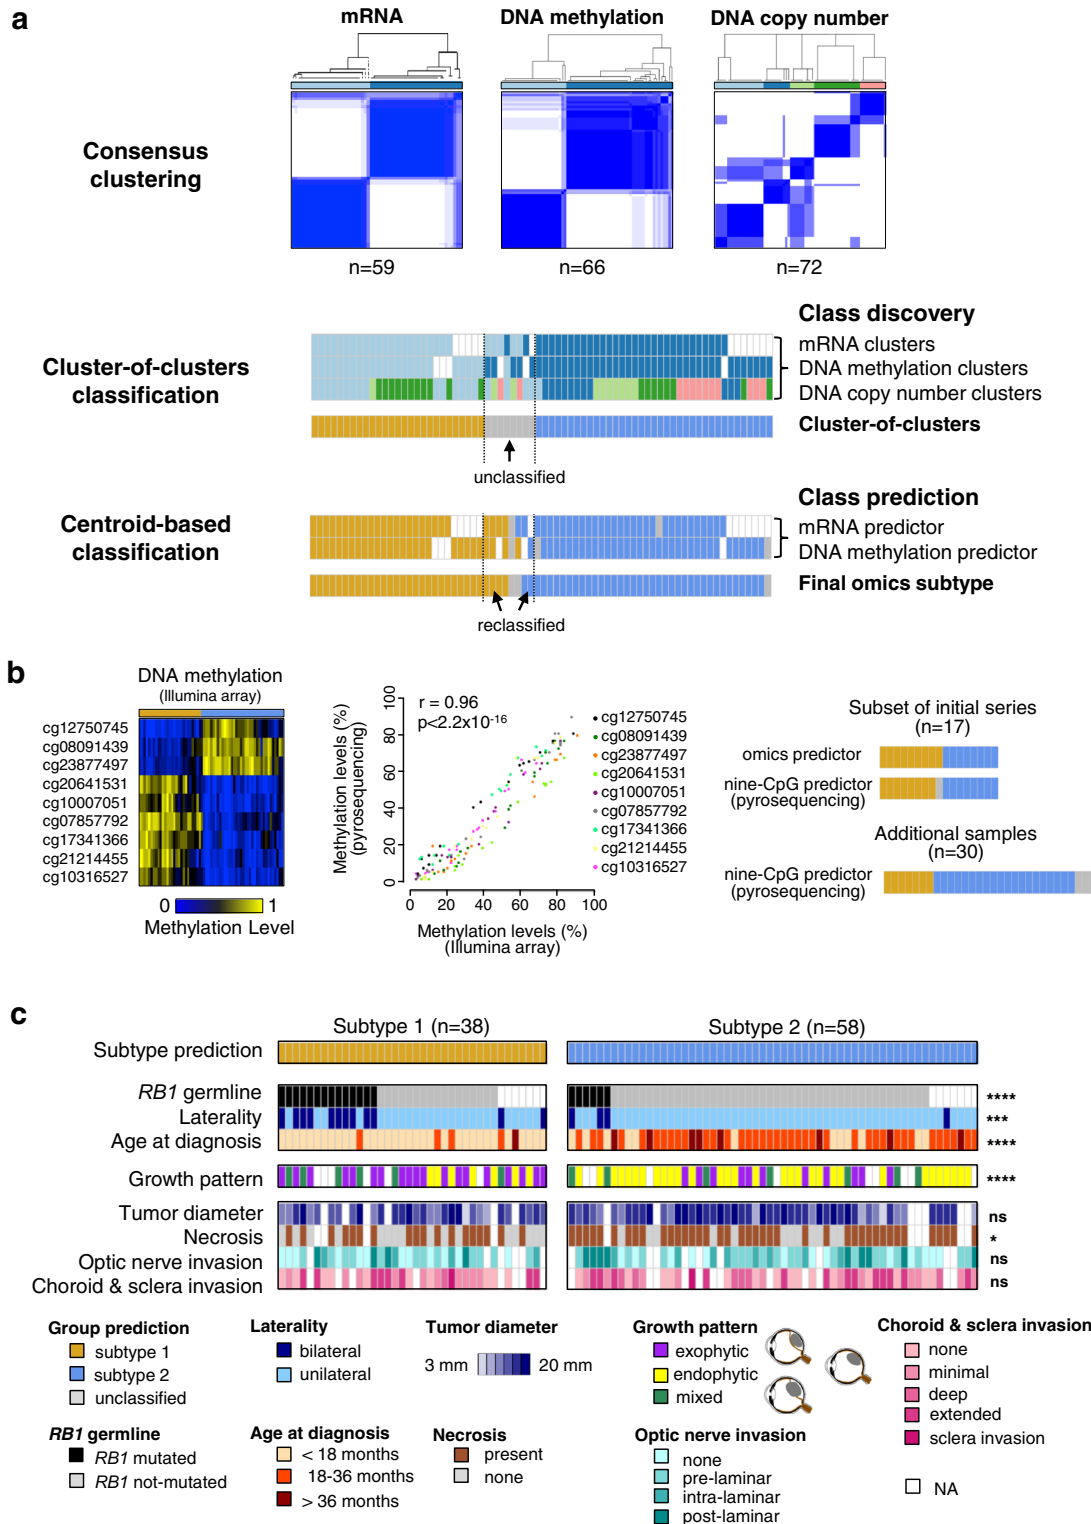 a
mRNA
DNA methylation
DNA copy number
Consensus
clustering
n=59
n=66
n=72
Class discovery
Cluster-of-clusters
classification
mRNA clusters
DNA methylation clusters
DNA copy number clusters
Cluster-of-clusters
unclassified
Class prediction
Centroid-based
classification
mRNA predictor
DNA methylation predictor
Final omics subtype
reclassified
b
DNA methylation
(Illumina array)
cg12750745
cg08091439
cg23877497
cg20641531
cg10007051
cg07857792
cg17341366
cg21214455
cg10316527
0
1
Methylation Level
Methylation levels (%)
(pyrosequencing)
100
80
60
40
20
0
r = 0.96
p<2.2x10-16
0 20 40 60 80 100
Methylation levels (%)
(Illumina array)
cg12750745
cg08091439
cg23877497
cg20641531
cg10007051
cg07857792
cg17341366
cg21214455
cg10316527
Subset of initial series
(n=17)
omics predictor
nine-CpG predictor
(pyrosequencing)
Additional samples
(n=30)
nine-CpG predictor
(pyrosequencing)
c
Subtype 1 (n=38)
Subtype 2 (n=58)
Subtype prediction
RB1 germline ****
Laterality ***
Age at diagnosis ****
Growth pattern ****
Tumor diameter ns
Necrosis *
Optic nerve invasion ns
Choroid & sclera invasion ns
Group prediction
subtype 1
subtype 2
unclassified
RB1 germline
RB1 mutated
RB1 not-mutated
Laterality
bilateral
unilateral
Age at diagnosis
< 18 months
18-36 months
> 36 months
Tumor diameter
3 mm
20 mm
Necrosis
present
none
Growth pattern
exophytic
endophytic
mixed
Optic nerve invasion
none
pre-laminar
intra-laminar
post-laminar
Choroid & sclera invasion
none
minimal
deep
extended
sclera invasion
NA